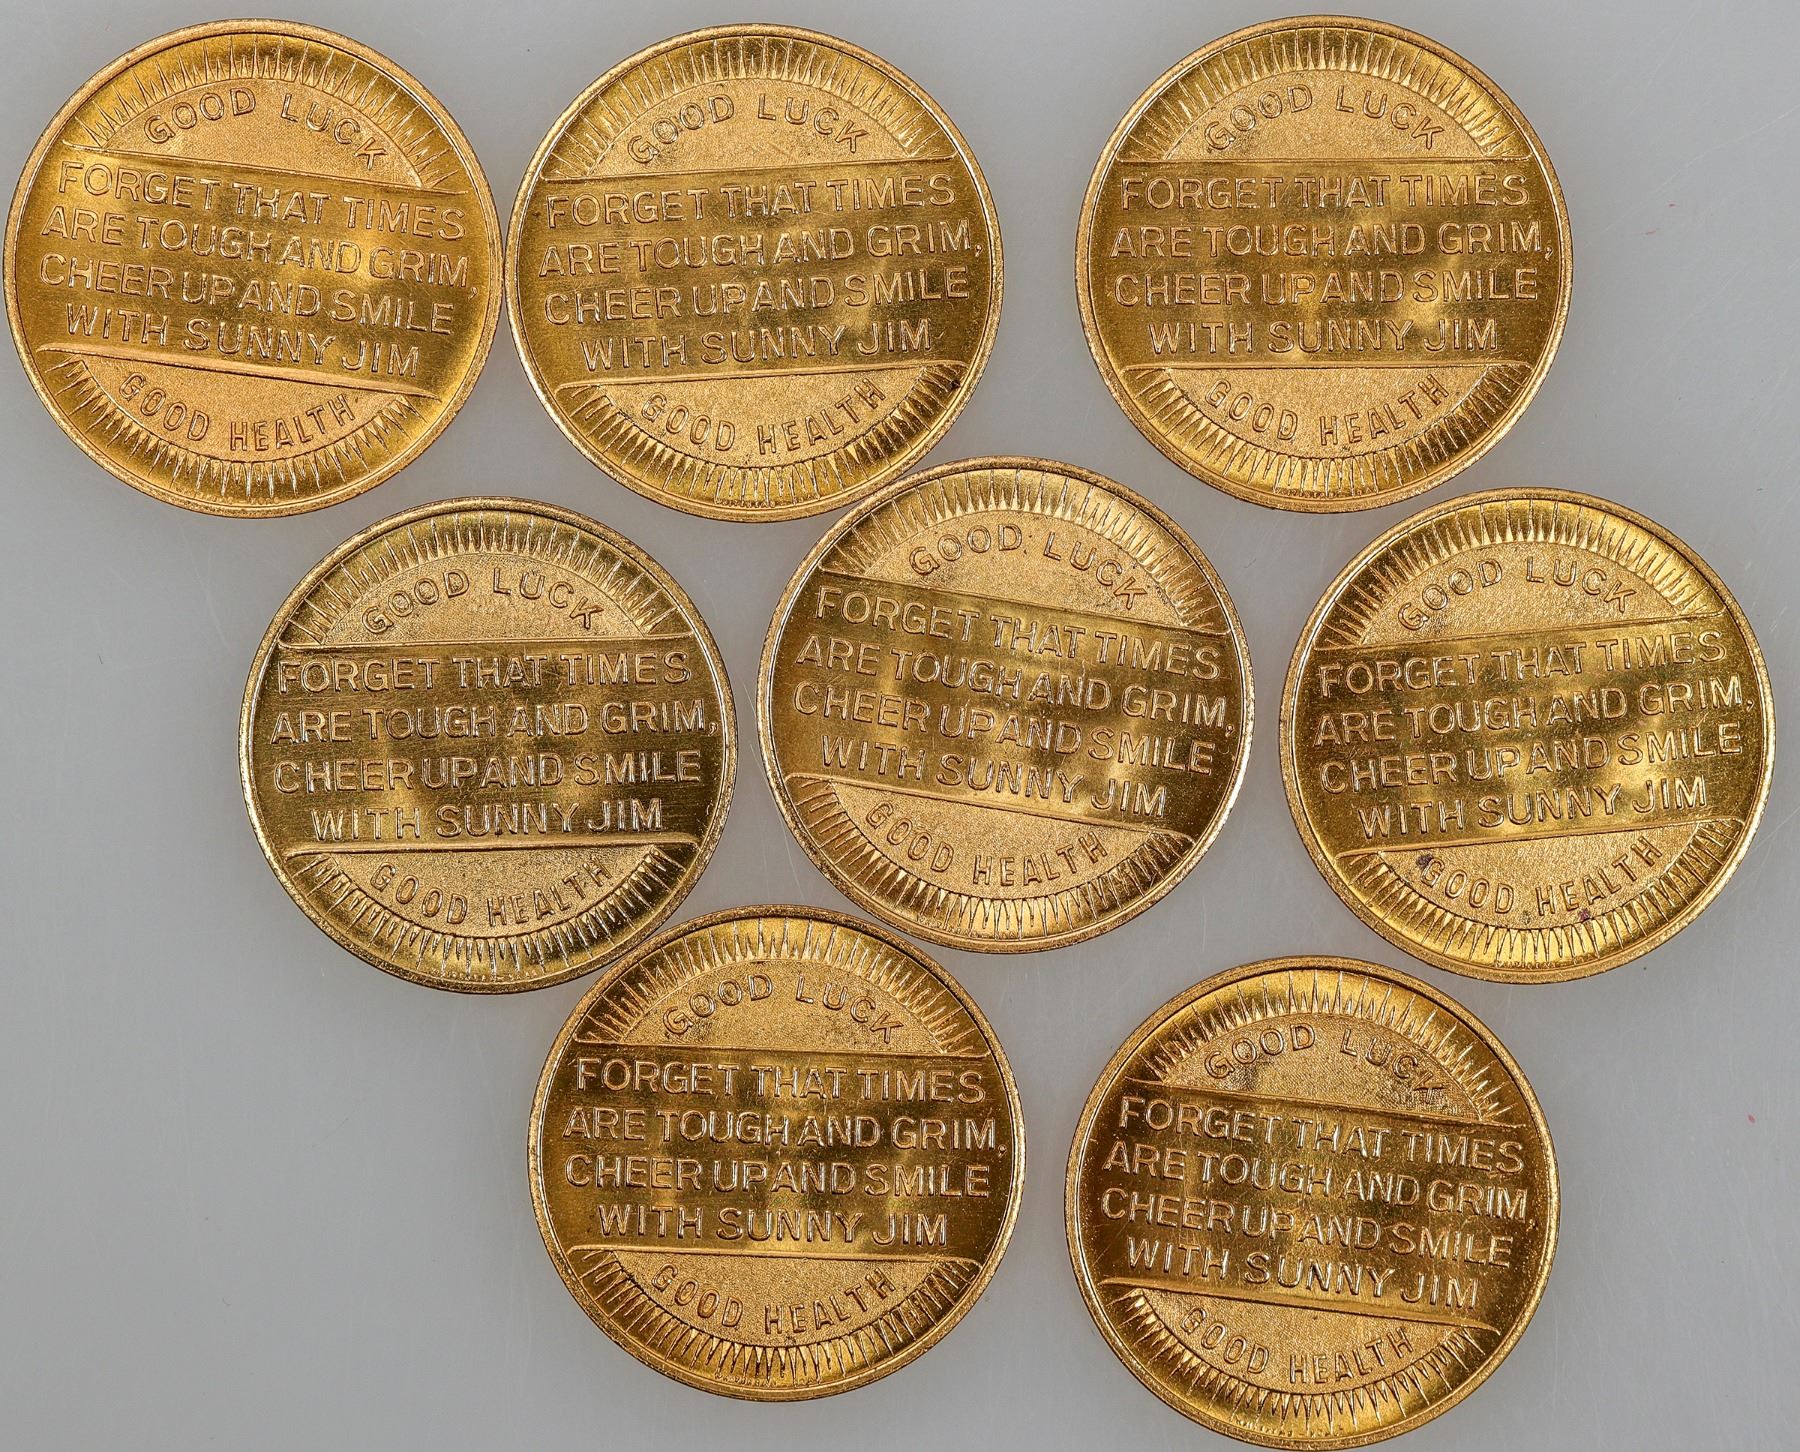 GOOD LUCK
FORGET THAT TIMES
ARE TOUGH AND GRIM,
CHEER UP AND SMILE
WITH SUNNY JIM
GOOD HEALTH
GOOD LUCK
FORGET THAT TIMES
ARE TOUGH AND GRIM,
CHEER UP AND SMILE
WITH SUNNY JIM
GOOD HEALTH
GOOD LUCK
FORGET THAT TIMES
ARE TOUGH AND GRIM,
CHEER UP AND SMILE
WITH SUNNY JIM
GOOD HEALTH
GOOD LUCK
FORGET THAT TIMES
ARE TOUGH AND GRIM,
CHEER UP AND SMILE
WITH SUNNY JIM
GOOD HEALTH
GOOD LUCK
FORGET THAT TIMES
ARE TOUGH AND GRIM,
CHEER UP AND SMILE
WITH SUNNY JIM
GOOD HEALTH
GOOD LUCK
FORGET THAT TIMES
ARE TOUGH AND GRIM,
CHEER UP AND SMILE
WITH SUNNY JIM
GOOD HEALTH
GOOD LUCK
FORGET THAT TIMES
ARE TOUGH AND GRIM,
CHEER UP AND SMILE
WITH SUNNY JIM
GOOD HEALTH
GOOD LUCK
FORGET THAT TIMES
ARE TOUGH AND GRIM,
CHEER UP AND SMILE
WITH SUNNY JIM
GOOD HEALTH